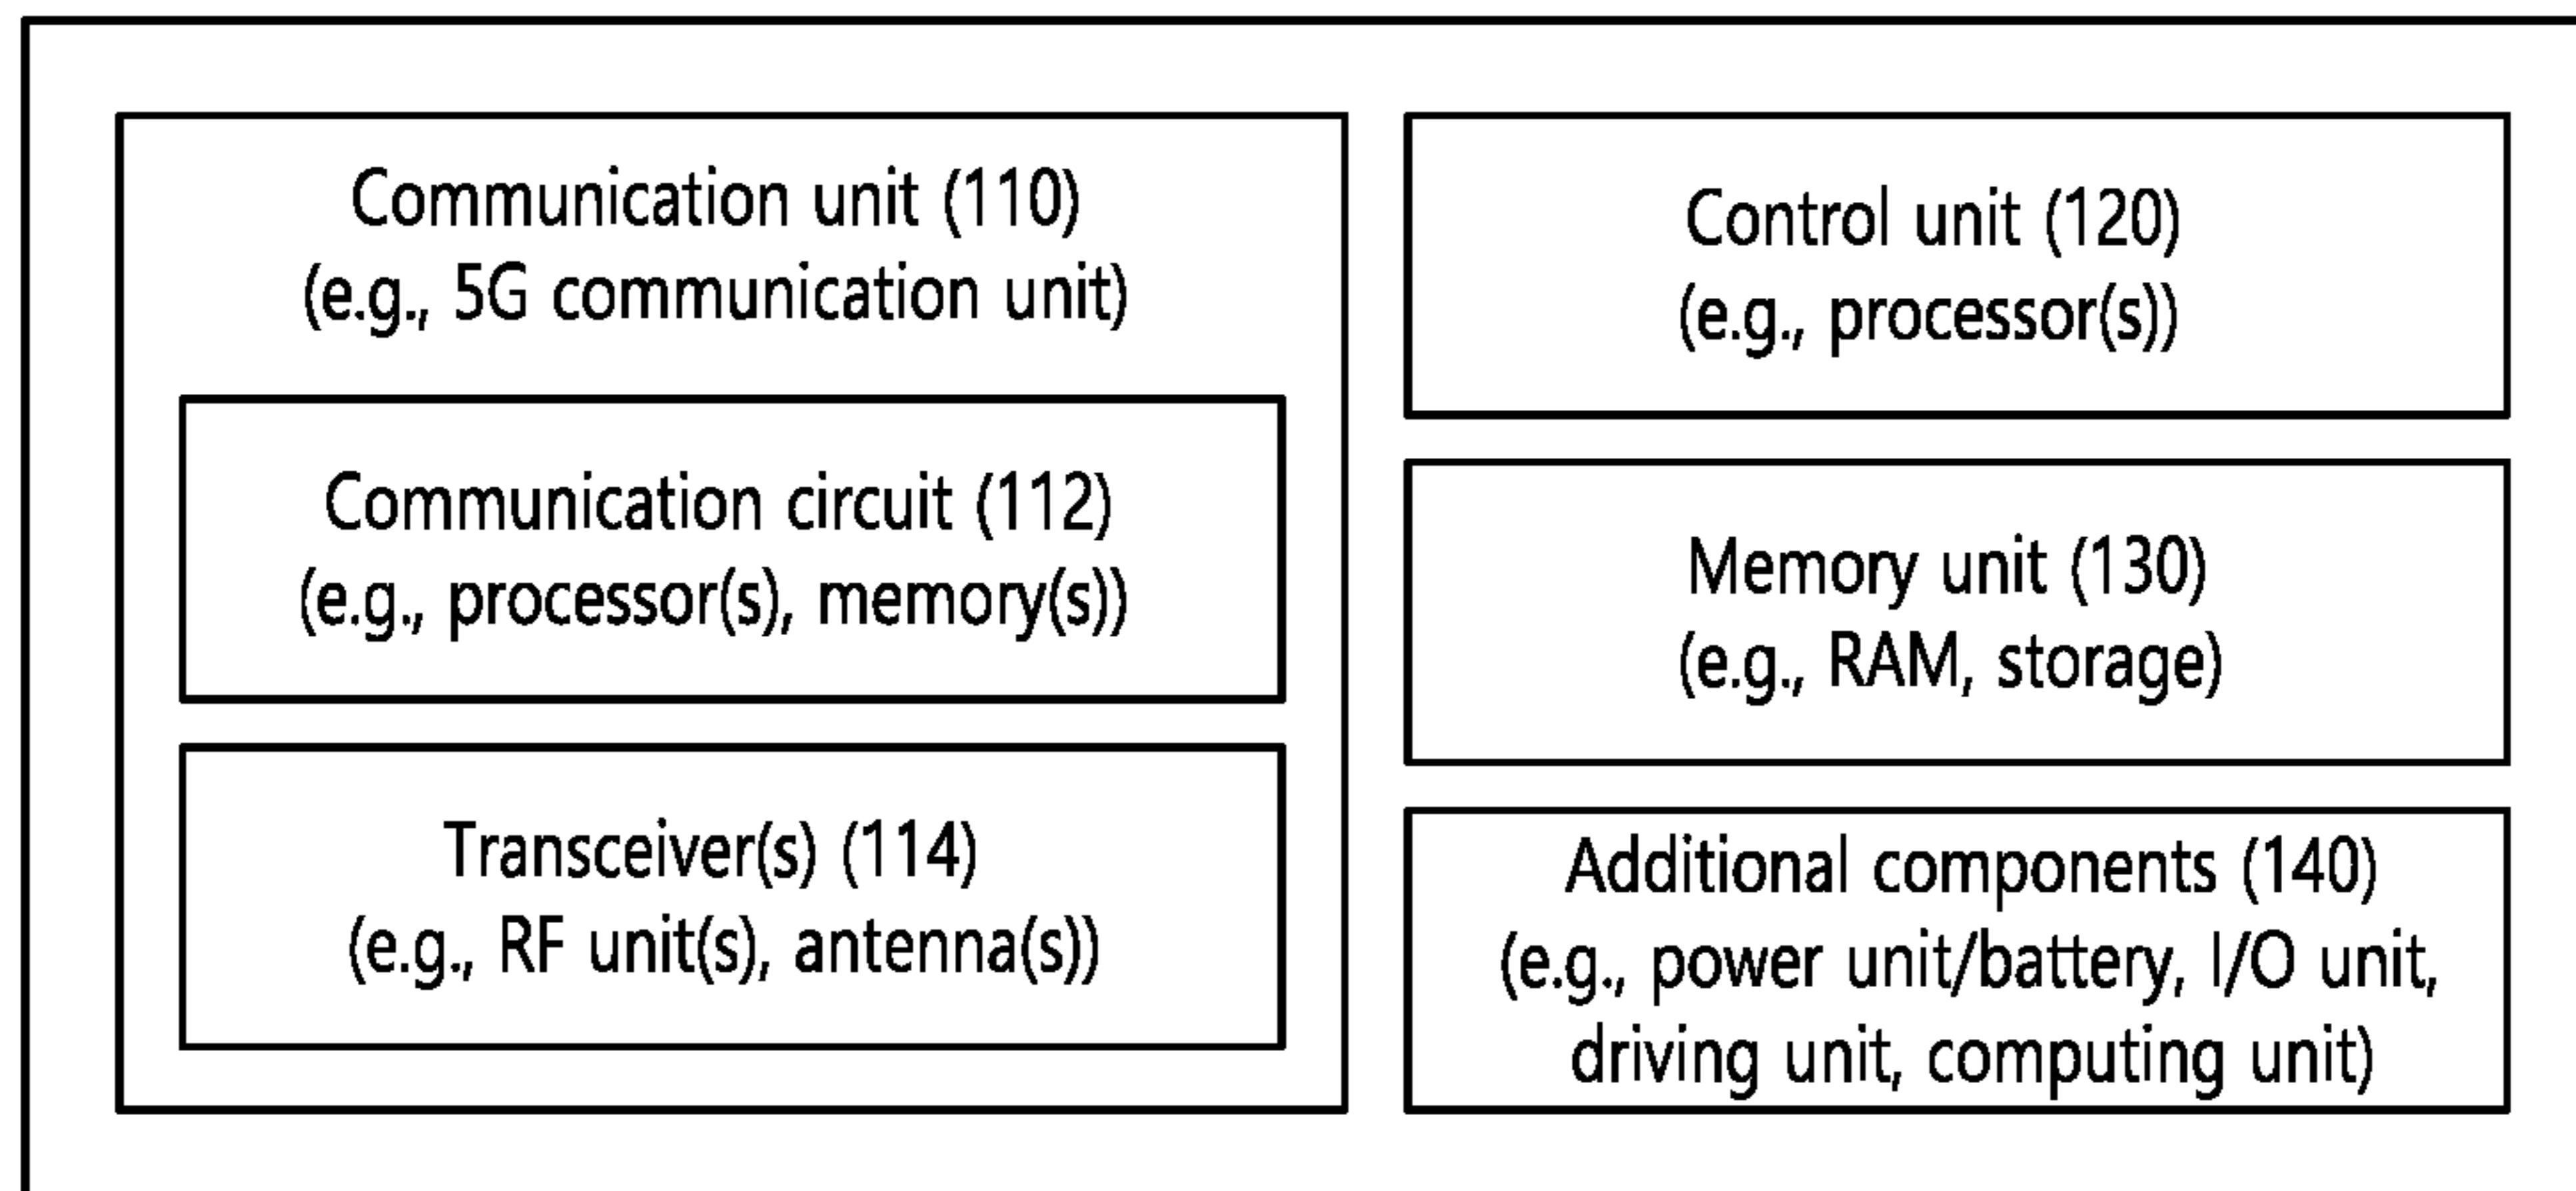 Communication unit (110)
(e.g., 5G communication unit)
Communication circuit (112)
(e.g., processor(s), memory(s))
Transceiver(s) (114)
(e.g., RF unit(s), antenna(s))
Control unit (120)
(e.g., processor(s))
Memory unit (130)
(e.g., RAM, storage)
Additional components (140)
(e.g., power unit/battery, I/O unit,
driving unit, computing unit)